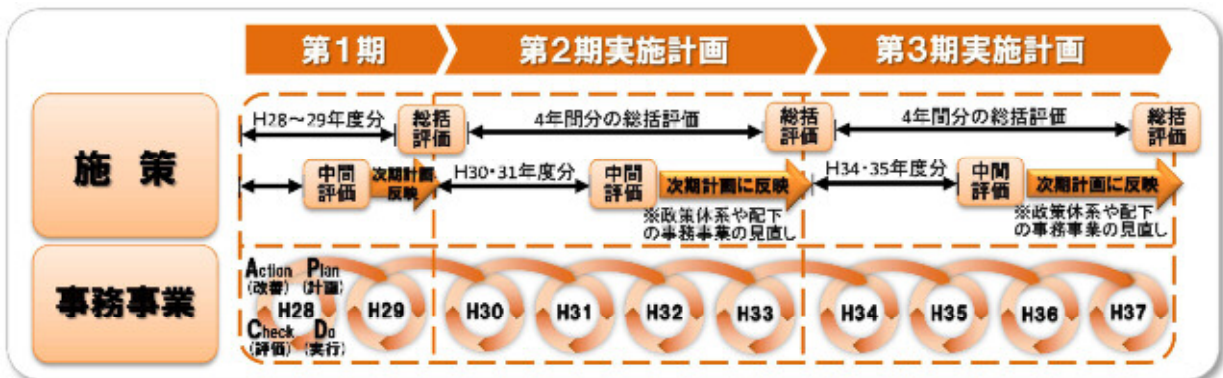 第1期
第2期実施計画
第3期実施計画
施 策
H28～29年度分
総括
評価
4年間分の総括評価
総括
評価
4年間分の総括評価
総括
評価
中間
評価
次期計画
反映
H30・31年度分
中間
評価
次期計画に反映
※政策体系や配下
の事務事業の見直し
H34・35年度分
中間
評価
次期計画に反映
※政策体系や配下
の事務事業の見直し
事務事業
Action Plan
(改善) (計画)
H28
H29
H30
H31
H32
H33
H34
H35
H36
H37
Check Do
(評価) (実行)